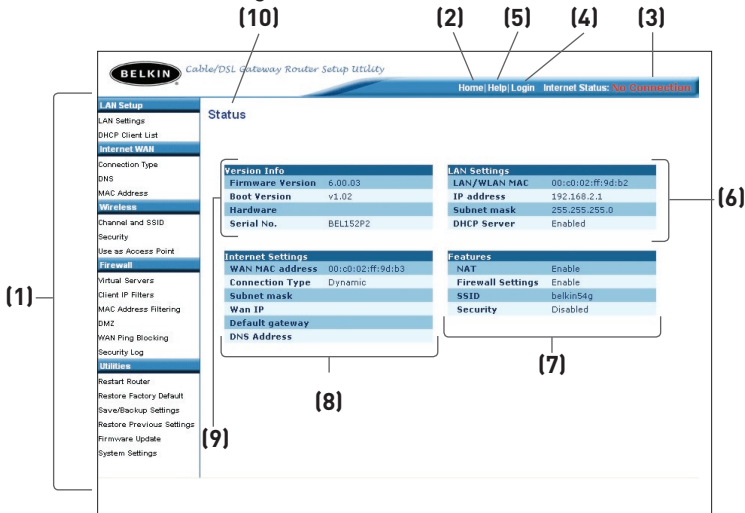 (10) (2) (5) (4) (3)
BELKIN Cable/DSL Gateway Router Setup Utility
Home|Help|Login Internet Status: No Connection
LAN Setup
LAN Settings
DHCP Client List
Internet WAN
Connection Type
DNS
MAC Address
Wireless
Channel and SSID
Security
Use as Access Point
Firewall
Virtual Servers
Client IP Filters
MAC Address Filtering
DMZ
WAN Ping Blocking
Security Log
Utilities
Restart Router
Restore Factory Default
Save/Backup Settings
Restore Previous Settings
Firmware Update
System Settings
(1)
Status
Version Info
Firmware Version 6.00.03
Boot Version v1.02
Hardware
Serial No. BEL152P2
(9)
LAN Settings
LAN/WLAN MAC 00:c0:02:ff:9d:b2
IP address 192.168.2.1
Subnet mask 255.255.255.0
DHCP Server Enabled
(6)
Internet Settings
WAN MAC address 00:c0:02:ff:9d:b3
Connection Type Dynamic
Subnet mask
Wan IP
Default gateway
DNS Address
(8)
Features
NAT Enable
Firewall Settings Enable
SSID belkin54g
Security Disabled
(7)